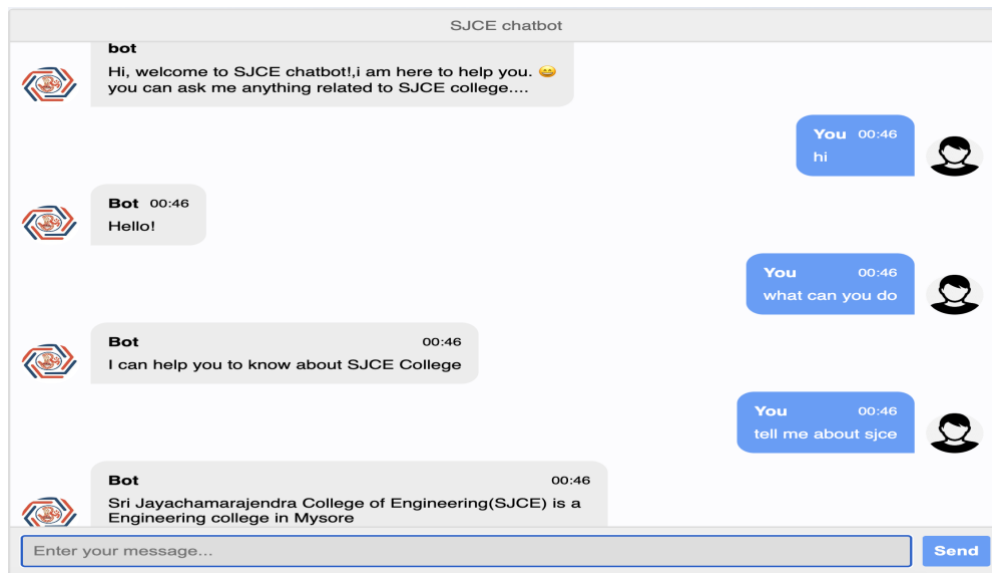 SJCE chatbot
bot
Hi, welcome to SJCE chatbot!,i am here to help you. 😄
you can ask me anything related to SJCE college....
You 00:46
hi
Bot 00:46
Hello!
You 00:46
what can you do
Bot 00:46
I can help you to know about SJCE College
You 00:46
tell me about sjce
Bot 00:46
Sri Jayachamarajendra College of Engineering(SJCE) is a
Engineering college in Mysore
Enter your message...
Send